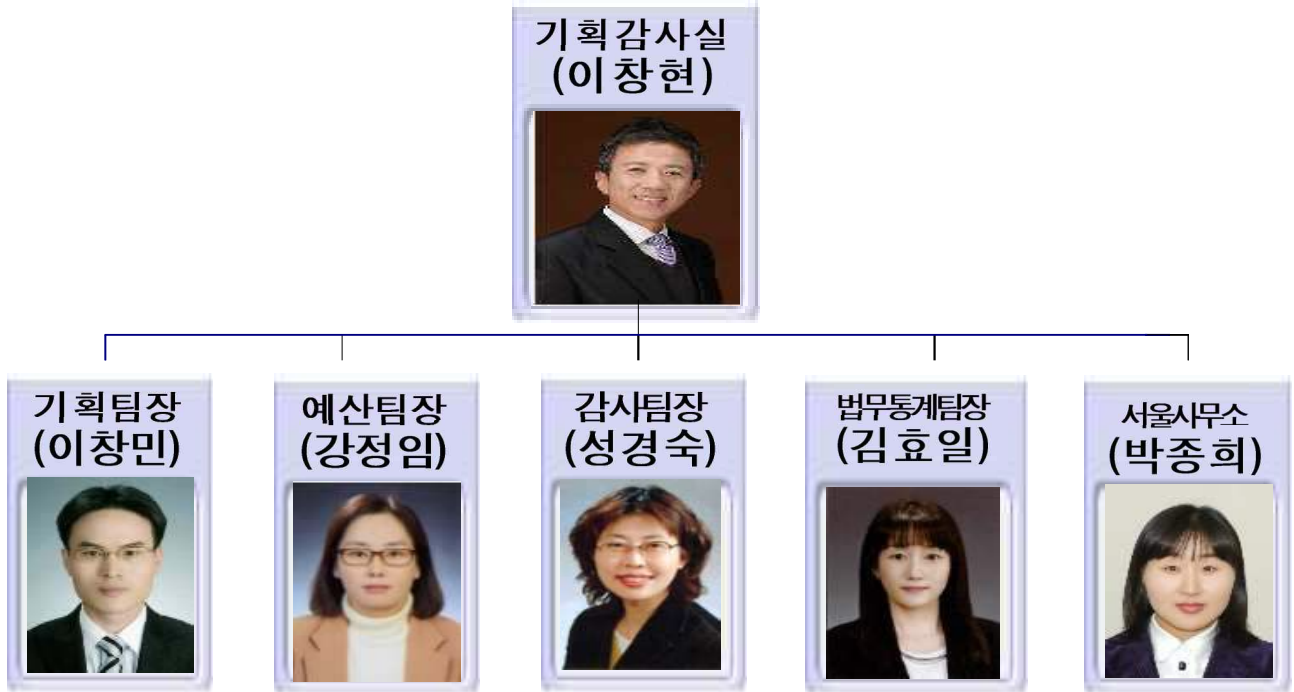 기획감사실
(이창현)
기획팀장
(이창민)
예산팀장
(강정임)
감사팀장
(성경숙)
법무통계팀장
(김효일)
서울사무소
(박종희)